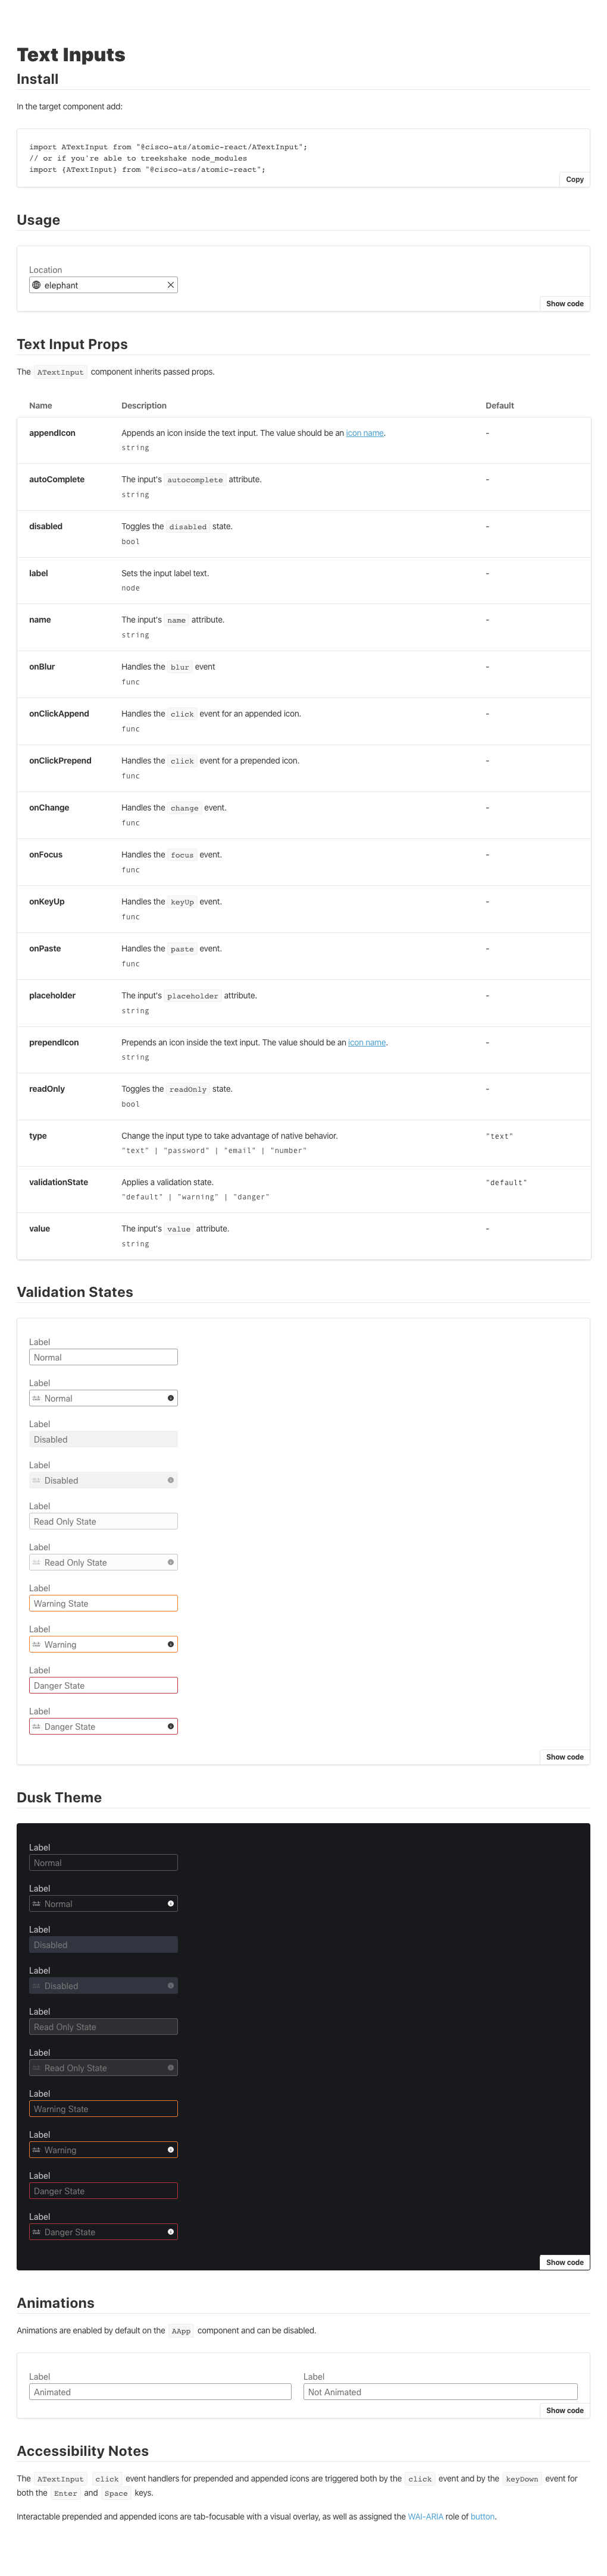 Text Inputs
Install
In the target component add:
import ATextInput from "@cisco-ats/atomic-react/ATextInput";
// or if you're able to treekshake node_modules
import {ATextInput} from "@cisco-ats/atomic-react";
Copy
Usage
Location
elephant
Show code
Text Input Props
The ATextInput component inherits passed props.
Name Description Default
appendIcon Appends an icon inside the text input. The value should be an icon name. -
string
autoComplete The input's autocomplete attribute. -
string
disabled Toggles the disabled state. -
bool
label Sets the input label text. -
node
name The input's name attribute. -
string
onBlur Handles the blur event -
func
onClickAppend Handles the click event for an appended icon. -
func
onClickPrepend Handles the click event for a prepended icon. -
func
onChange Handles the change event. -
func
onFocus Handles the focus event. -
func
onKeyUp Handles the keyUp event. -
func
onPaste Handles the paste event. -
func
placeholder The input's placeholder attribute. -
string
prependIcon Prepends an icon inside the text input. The value should be an icon name. -
string
readOnly Toggles the readOnly state. -
bool
type Change the input type to take advantage of native behavior. "text"
"text" | "password" | "email" | "number"
validationState Applies a validation state. "default"
"default" | "warning" | "danger"
value The input's value attribute. -
string
Validation States
Label
Normal
Label
Normal
Label
Disabled
Label
Disabled
Label
Read Only State
Label
Read Only State
Label
Warning State
Label
Warning
Label
Danger State
Label
Danger State
Show code
Dusk Theme
Label
Normal
Label
Normal
Label
Disabled
Label
Disabled
Label
Read Only State
Label
Read Only State
Label
Warning State
Label
Warning
Label
Danger State
Label
Danger State
Show code
Animations
Animations are enabled by default on the AApp component and can be disabled.
Label Label
Animated Not Animated
Show code
Accessibility Notes
The ATextInput click event handlers for prepended and appended icons are triggered both by the click event and by the keyDown event for
both the Enter and Space keys.
Interactable prepended and appended icons are tab-focusable with a visual overlay, as well as assigned the WAI-ARIA role of button.